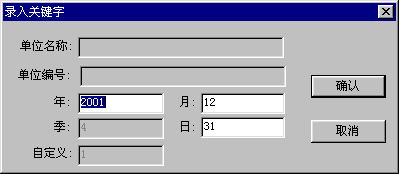 录入关键字
单位名称:
单位编号:
确认
年: 2001 月: 12
季: 4 日: 31
取消
自定义: 1